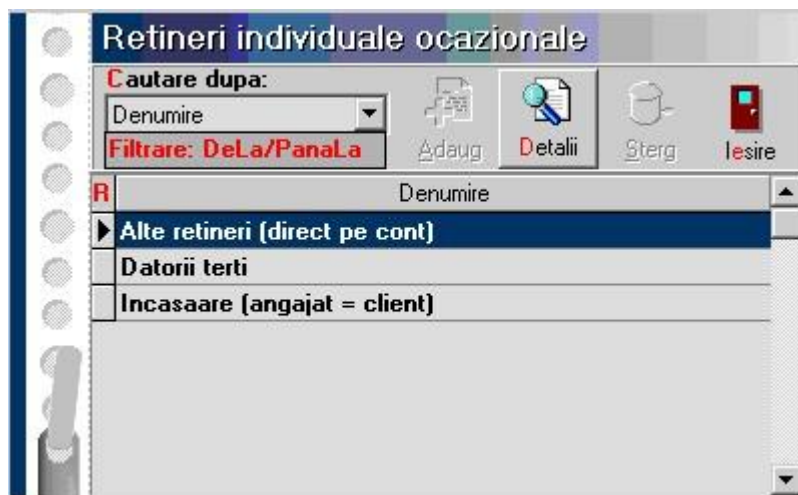 Retineri individuale ocazionale
Cautare dupa:
Denumire
Filtrare: DeLa/PanaLa
Adaug
Detalii
Sterg
Iesire
R
Denumire
Alte retineri (direct pe cont)
Datorii terti
Incasaare (angajat = client)